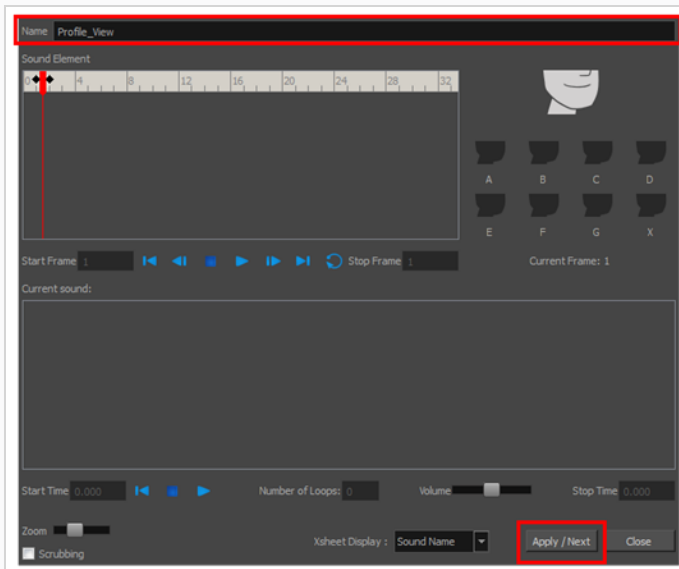 Name Profile_View
Sound Element
0 4 8 12 16 20 24 28 32
A B C D
E F G X
Start Frame 1 Stop Frame 1 Current Frame: 1
Current sound:
Start Time 0.000 Number of Loops: 0 Volume Stop Time 0.000
Zoom
Xsheet Display : Sound Name Apply / Next Close
Scrubbing